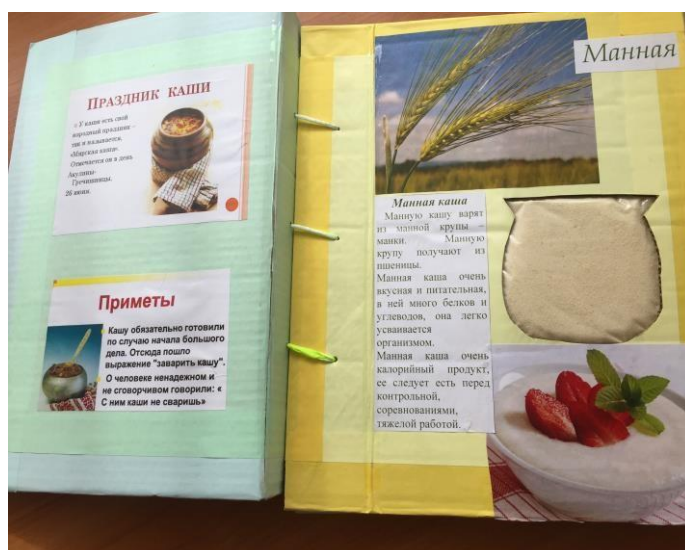 ПРАЗДНИК КАШИ
У каши есть свой
народный праздник –
так и называется.
«Мирская каша».
Отмечается он в день
Акулины-
Гречишницы.
26 июня.
Приметы
Кашу обязательно готовили
по случаю начала большого
дела. Отсюда пошло
выражение "заварить кашу".
О человеке ненадежном и
не сговорчивом говорили: «
С ним каши не сваришь»
Манная
Манная каша
Манную кашу варят
из манной крупы –
манки. Манную
крупу получают из
пшеницы.
Манная каша очень
вкусная и питательная,
в ней много белков и
углеводов, она легко
усваивается
организмом.
Манная каша очень
калорийный продукт,
ее следует есть перед
контрольной,
соревнованиями,
тяжелой работой.